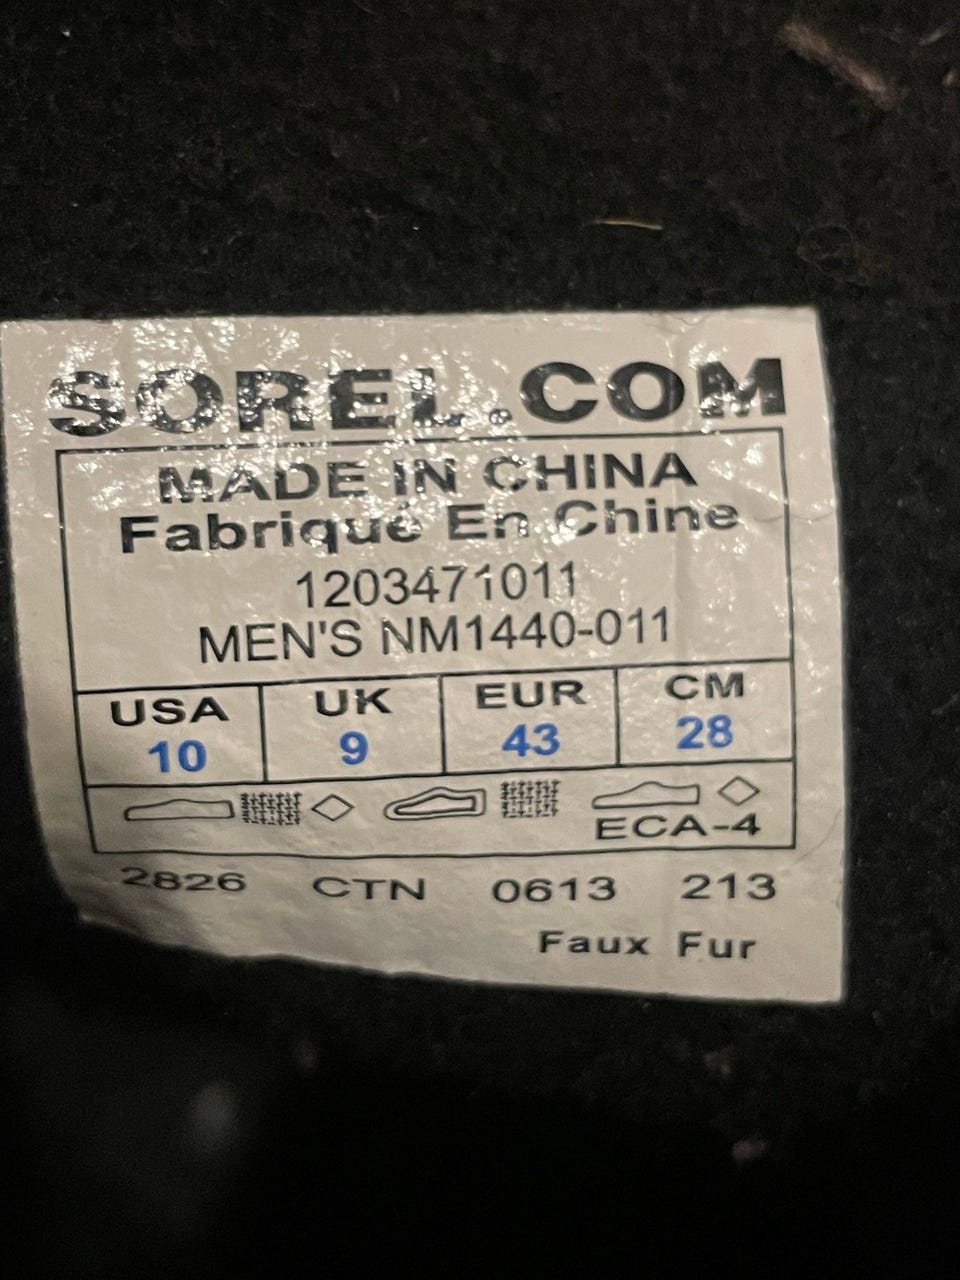 SOREL.COM
MADE IN CHINA
Fabriqué En Chine
1203471011
MEN'S NM1440-011
USA UK EUR CM
10 9 43 28
ECA-4
2826 CTN 0613 213
Faux Fur